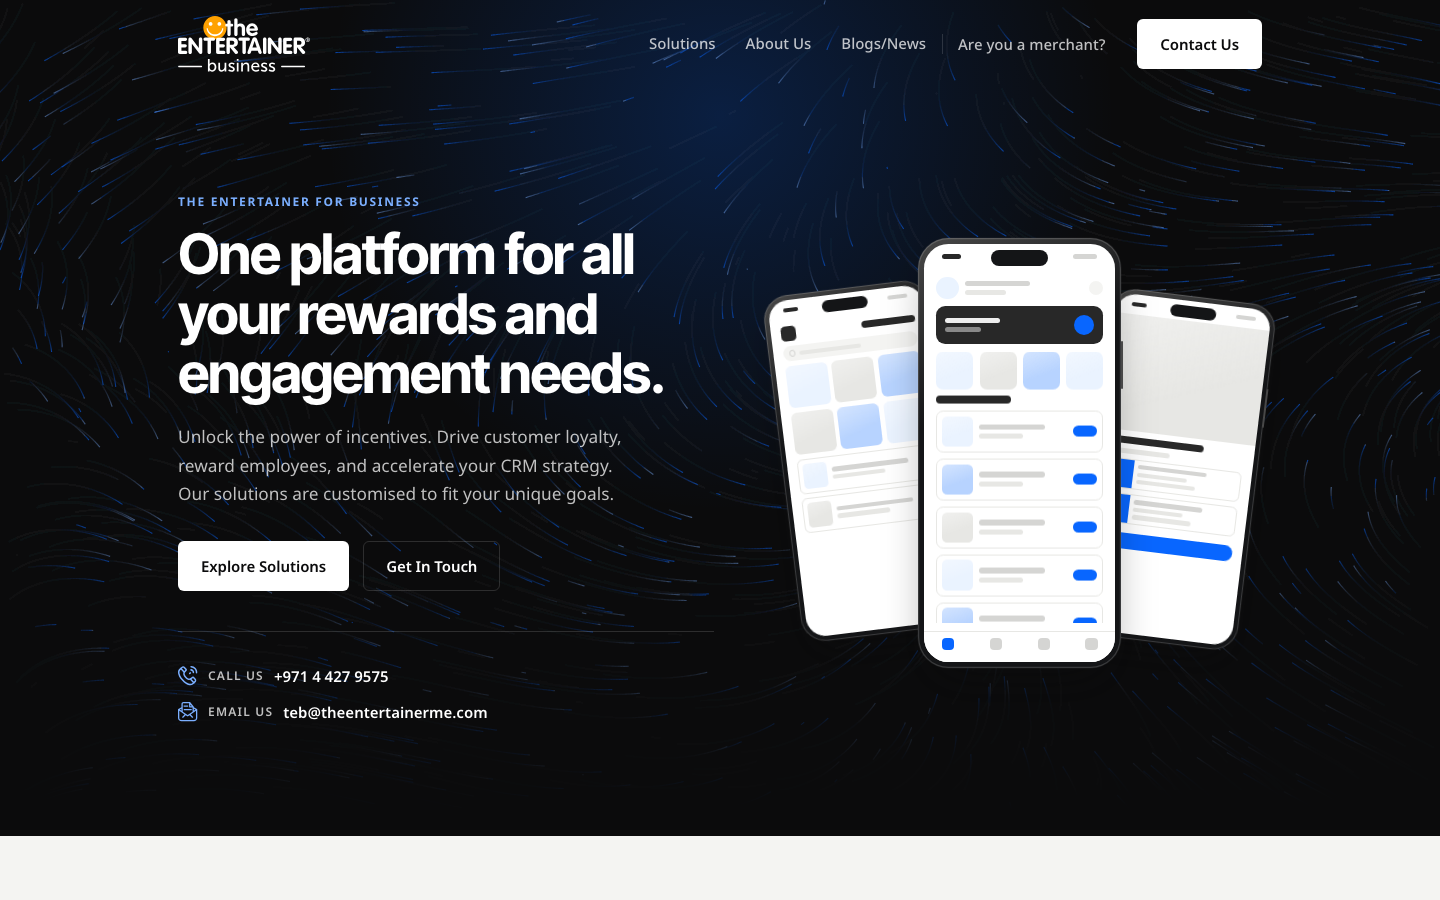 the
ENTERTAINER®
business
Solutions
About Us
Blogs/News
Are you a merchant?
Contact Us
THE ENTERTAINER FOR BUSINESS
One platform for all
your rewards and
engagement needs.
Unlock the power of incentives. Drive customer loyalty,
reward employees, and accelerate your CRM strategy.
Our solutions are customised to fit your unique goals.
Explore Solutions
Get In Touch
CALL US +971 4 427 9575
EMAIL US teb@theentertainerme.com